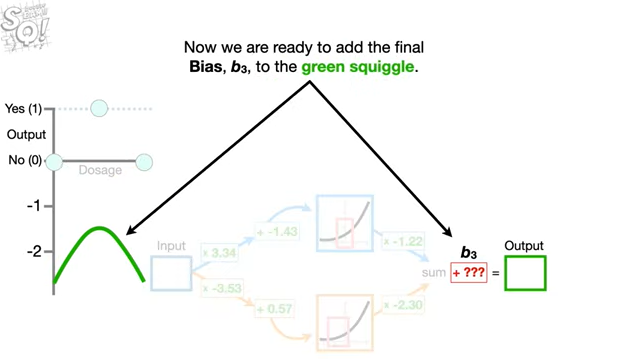 SQ!
Now we are ready to add the final
Bias, b₃, to the green squiggle.
Yes (1)
Output
No (0)
Dosage
-1
-2
Input
x 3.34
+ -1.43
x -1.22
x -3.53
+ 0.57
x -2.30
b₃
sum + ??? =
Output